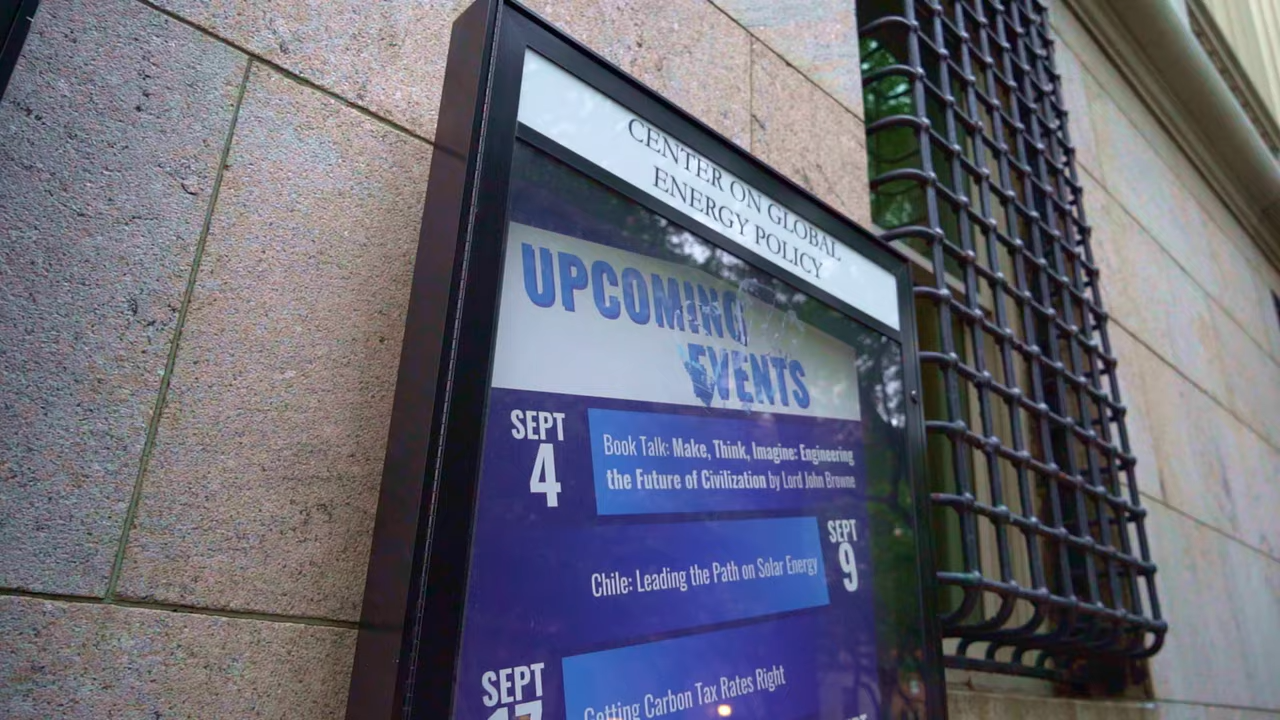 CENTER ON GLOBAL
ENERGY POLICY
UPCOMING
EVENTS
SEPT
4
Book Talk: Make, Think, Imagine: Engineering
the Future of Civilization by Lord John Browne
SEPT
9
Chile: Leading the Path on Solar Energy
SEPT
17
Getting Carbon Tax Rates Right